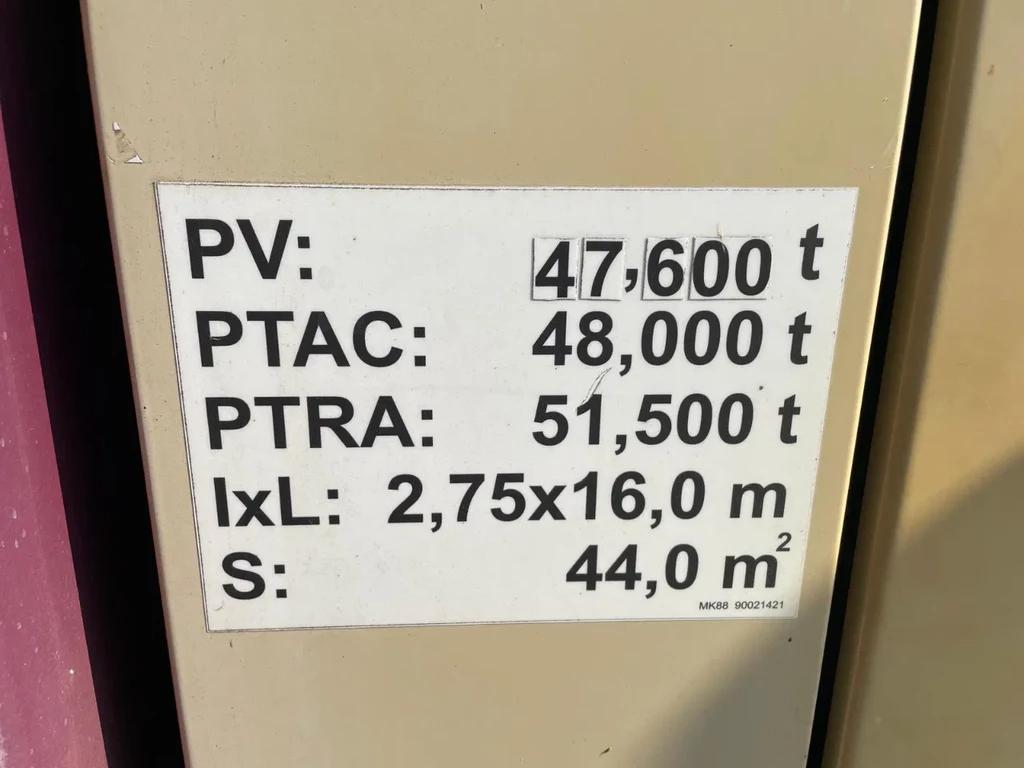 PV: 47,600 t
PTAC: 48,000 t
PTRA: 51,500 t
lxL: 2,75x16,0 m
S: 44,0 m²
MK88 90021421